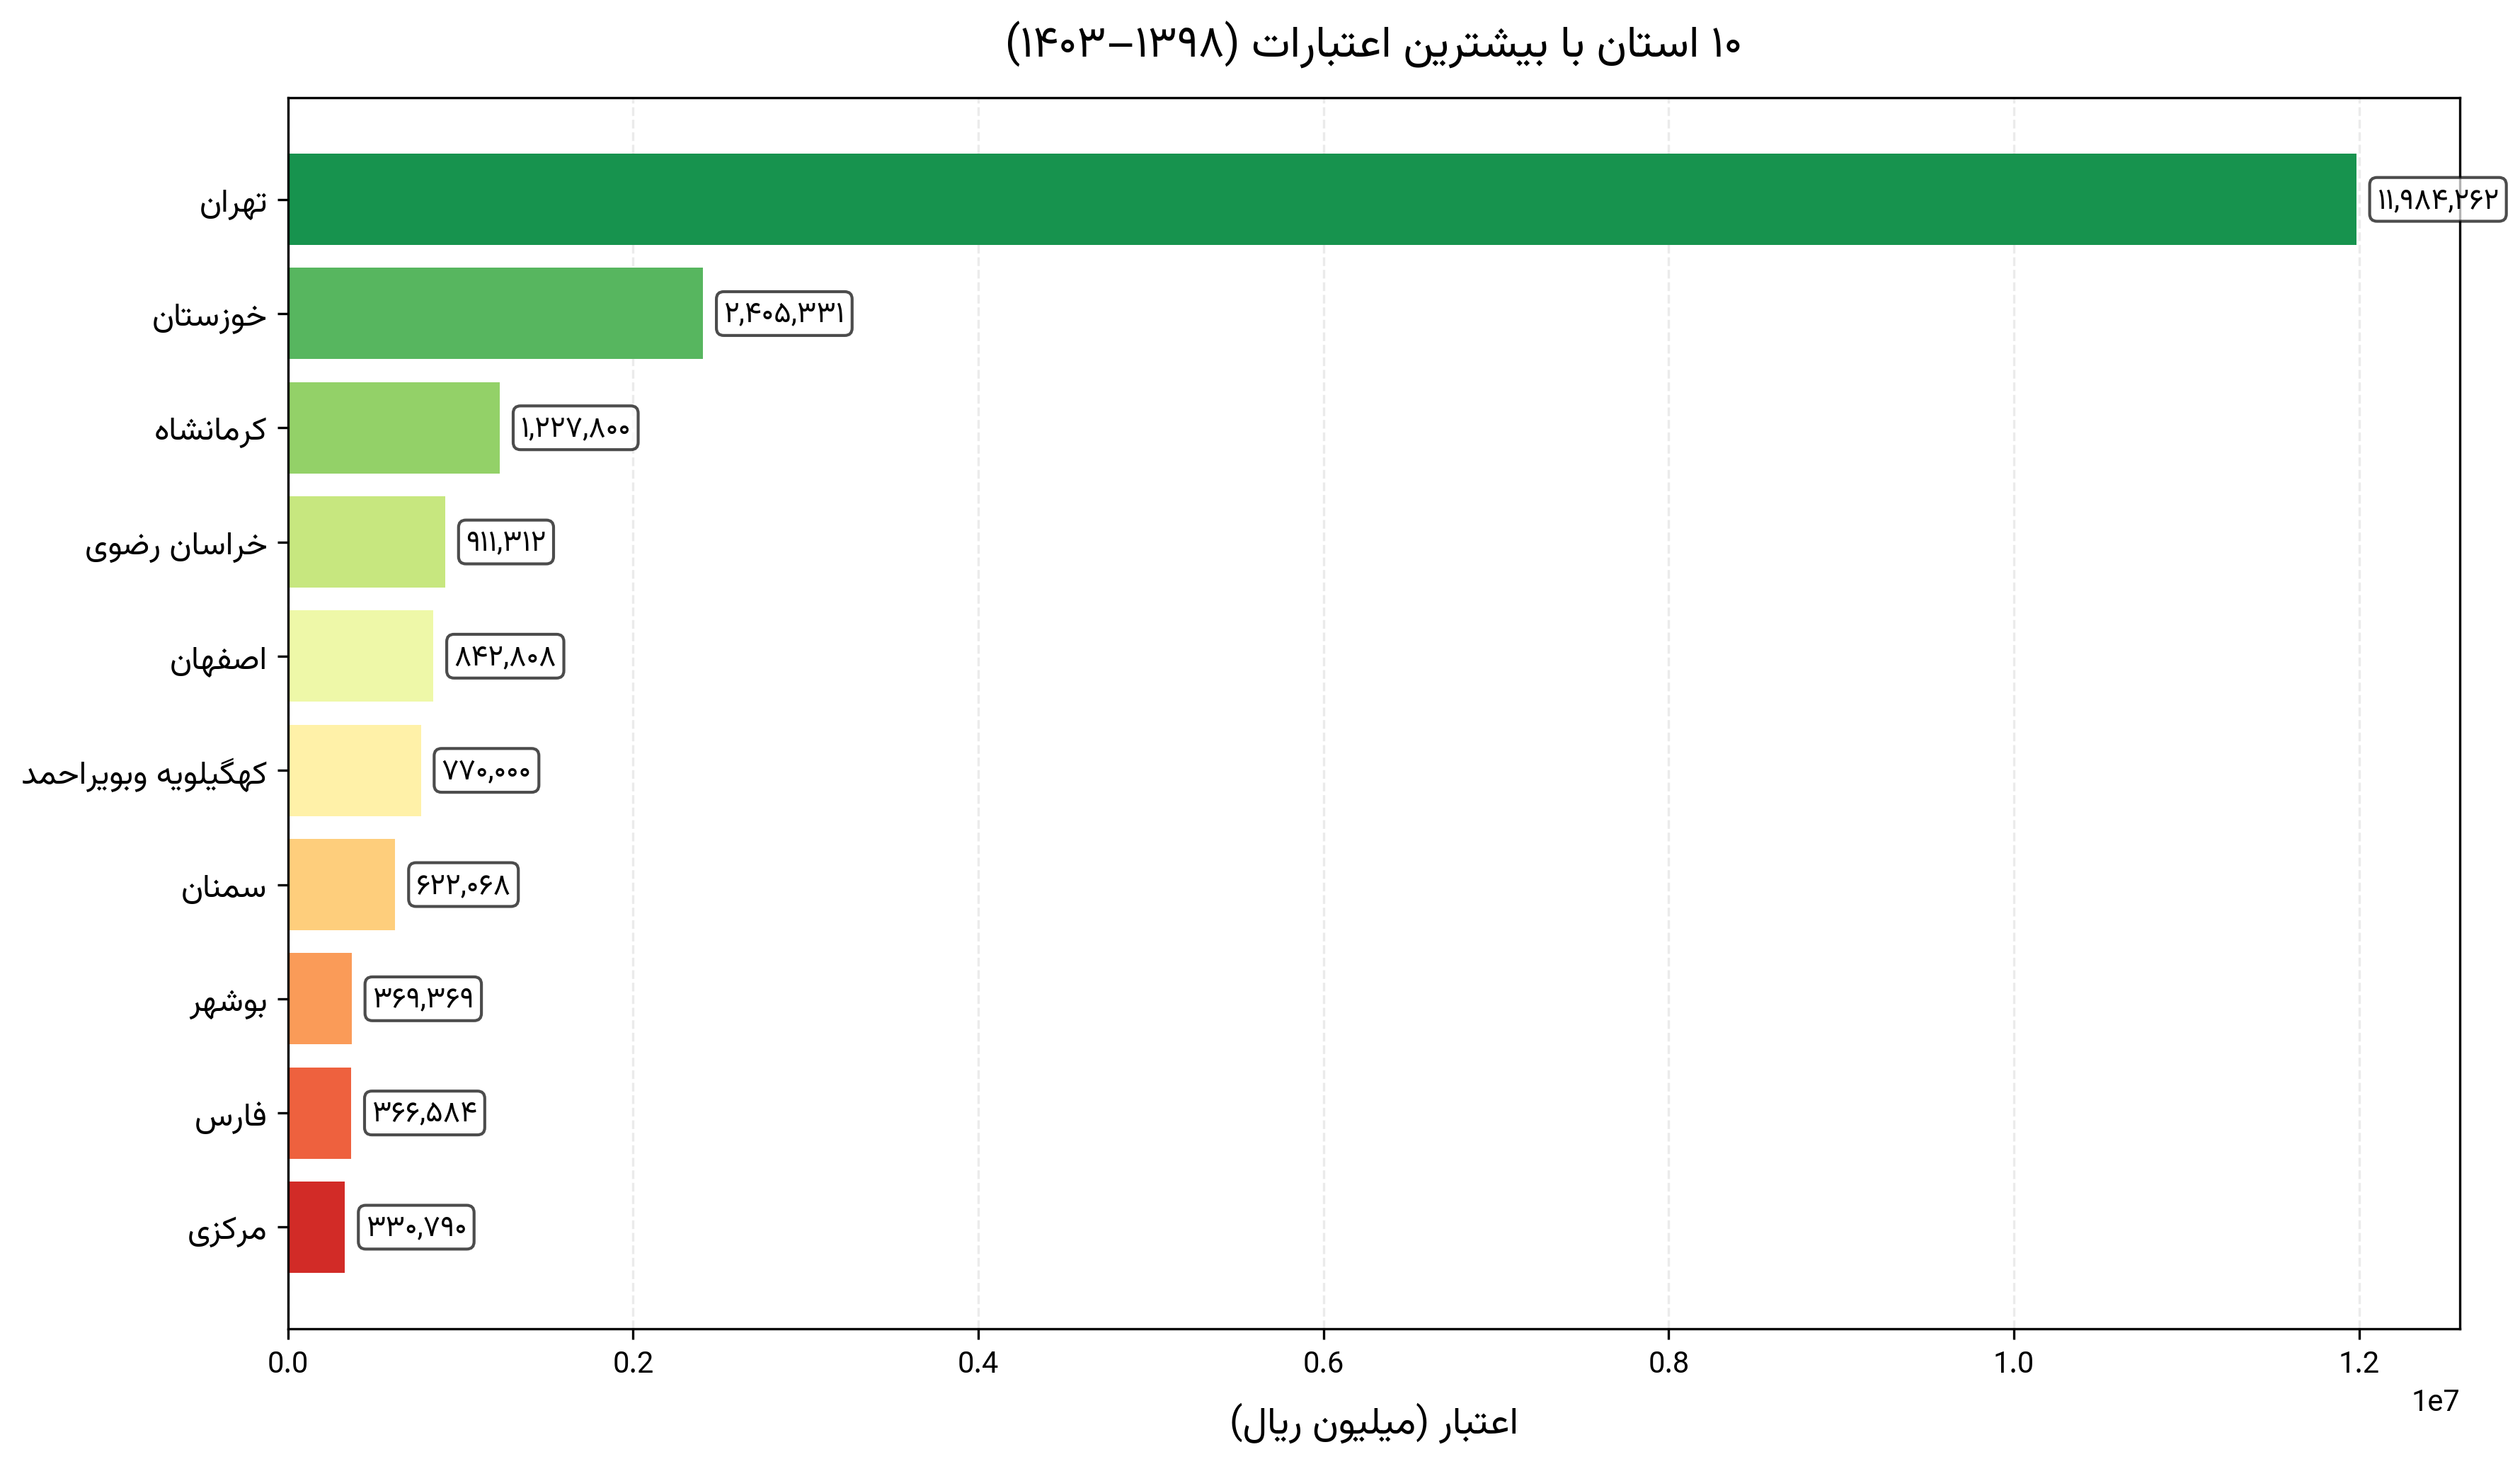 ۱۰ استان با بیشترین اعتبارات (۱۳۹۸–۱۴۰۳)
تهران ۱۱,۹۸۴,۲۶۲
خوزستان ۲,۴۰۵,۳۳۱
کرمانشاه ۱,۲۲۷,۸۰۰
خراسان رضوی ۹۱۱,۳۱۲
اصفهان ۸۴۲,۸۰۸
کهگیلویه وبویراحمد ۷۷۰,۰۰۰
سمنان ۶۲۲,۰۶۸
بوشهر ۳۶۹,۳۶۹
فارس ۳۶۶,۵۸۴
مرکزی ۳۳۰,۷۹۰
0.0 0.2 0.4 0.6 0.8 1.0 1.2
1e7
اعتبار (میلیون ریال)